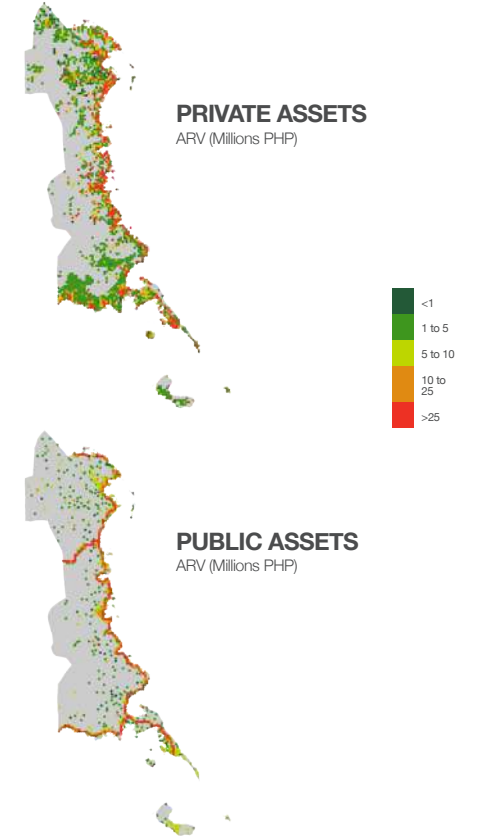 PRIVATE ASSETS
ARV (Millions PHP)
<1
1 to 5
5 to 10
10 to
25
>25
PUBLIC ASSETS
ARV (Millions PHP)